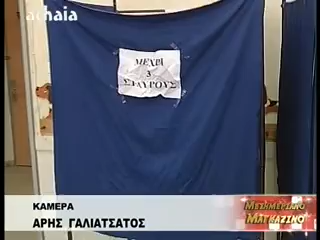 achaia
ΜΕΧΡΙ
3
ΣΤΑΥΡΟΥΣ
ΚΑΜΕΡΑ
ΑΡΗΣ ΓΑΛΙΑΤΣΑΤΟΣ
ΜΕΣΗΜΕΡΙΑΝΟ
ΜΑΓΚΑΖΙΝΟ